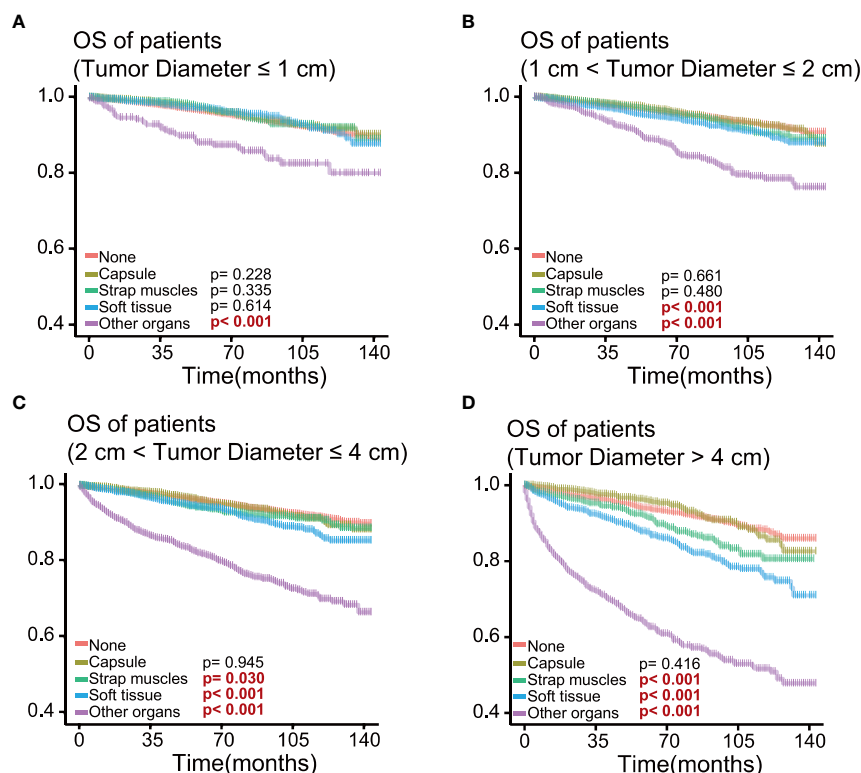 A
OS of patients
(Tumor Diameter ≤ 1 cm)
1.0
0.8
0.6
0.4
None
Capsule p= 0.228
Strap muscles p= 0.335
Soft tissue p= 0.614
Other organs p< 0.001
0 35 70 105 140
Time(months)
B
OS of patients
(1 cm < Tumor Diameter ≤ 2 cm)
1.0
0.8
0.6
0.4
None
Capsule p= 0.661
Strap muscles p= 0.480
Soft tissue p< 0.001
Other organs p< 0.001
0 35 70 105 140
Time(months)
C
OS of patients
(2 cm < Tumor Diameter ≤ 4 cm)
1.0
0.8
0.6
0.4
None
Capsule p= 0.945
Strap muscles p= 0.030
Soft tissue p< 0.001
Other organs p< 0.001
0 35 70 105 140
Time(months)
D
OS of patients
(Tumor Diameter > 4 cm)
1.0
0.8
0.6
0.4
None
Capsule p= 0.416
Strap muscles p< 0.001
Soft tissue p< 0.001
Other organs p< 0.001
0 35 70 105 140
Time(months)